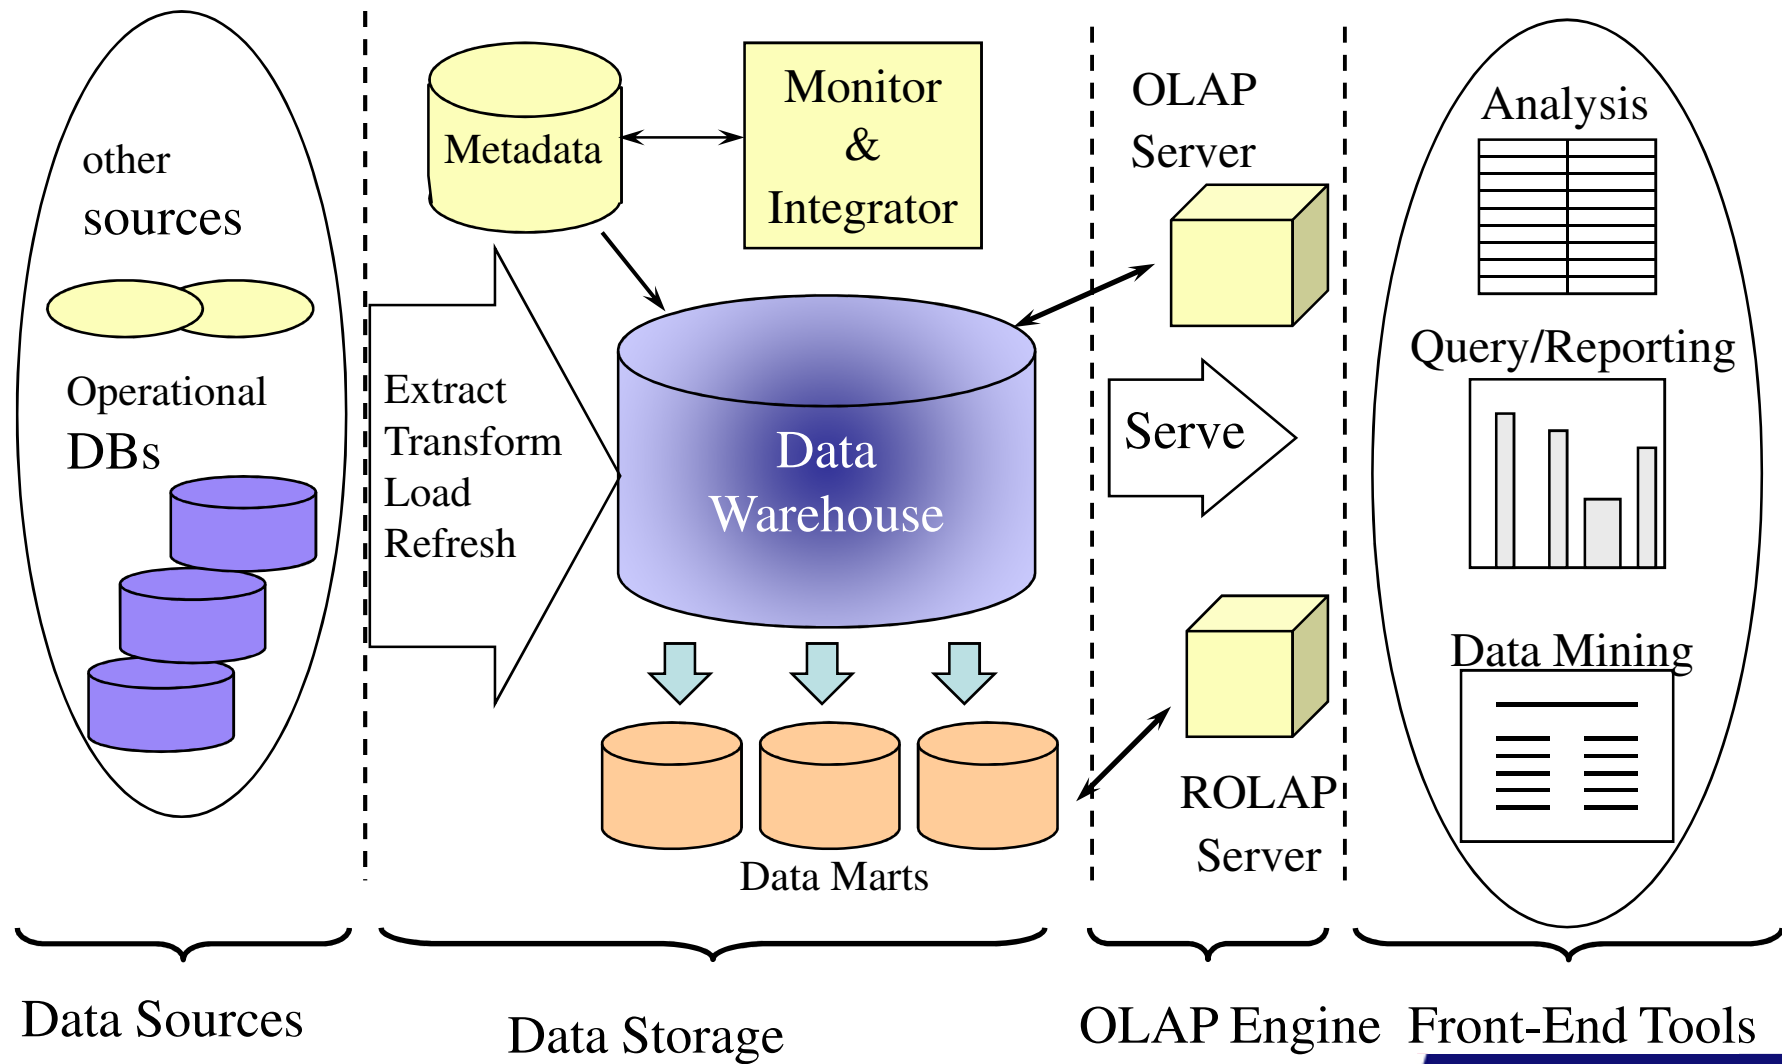 other
sources
Operational
DBs
Metadata
Monitor
&
Integrator
Extract
Transform
Load
Refresh
Data
Warehouse
Data Marts
OLAP
Server
Serve
ROLAP
Server
Analysis
Query/Reporting
Data Mining
Data Sources
Data Storage
OLAP Engine
Front-End Tools